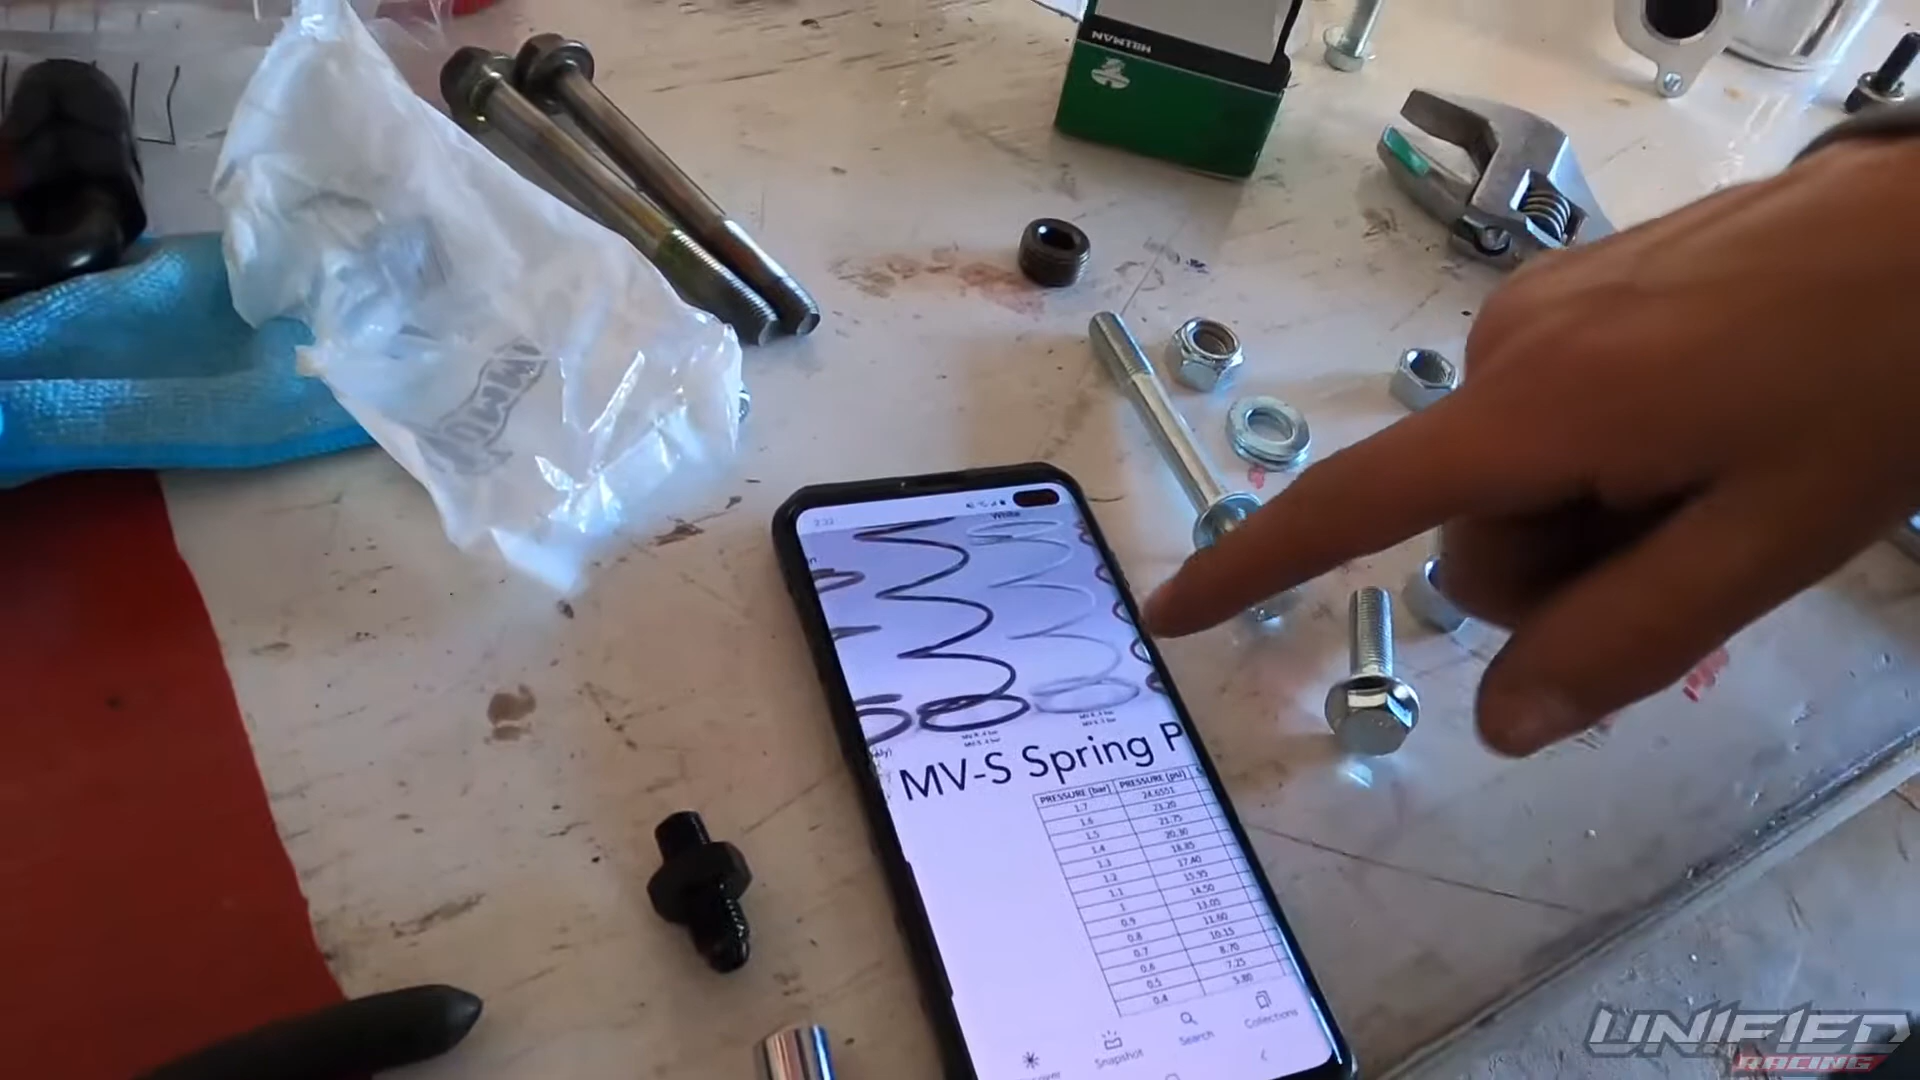 HILLMAN
3:32
White
MV-S Spring P
PRESSURE (bar) PRESSURE (psi)
1.7 24.6551
1.6 23.20
1.5 21.75
1.4 20.30
1.3 18.85
1.2 17.40
1.1 15.95
1 14.50
0.9 13.05
0.8 11.60
0.7 10.15
0.6 8.70
0.5 7.25
0.4 5.80
Snapshot Search Collections
UNIFIED
RACING